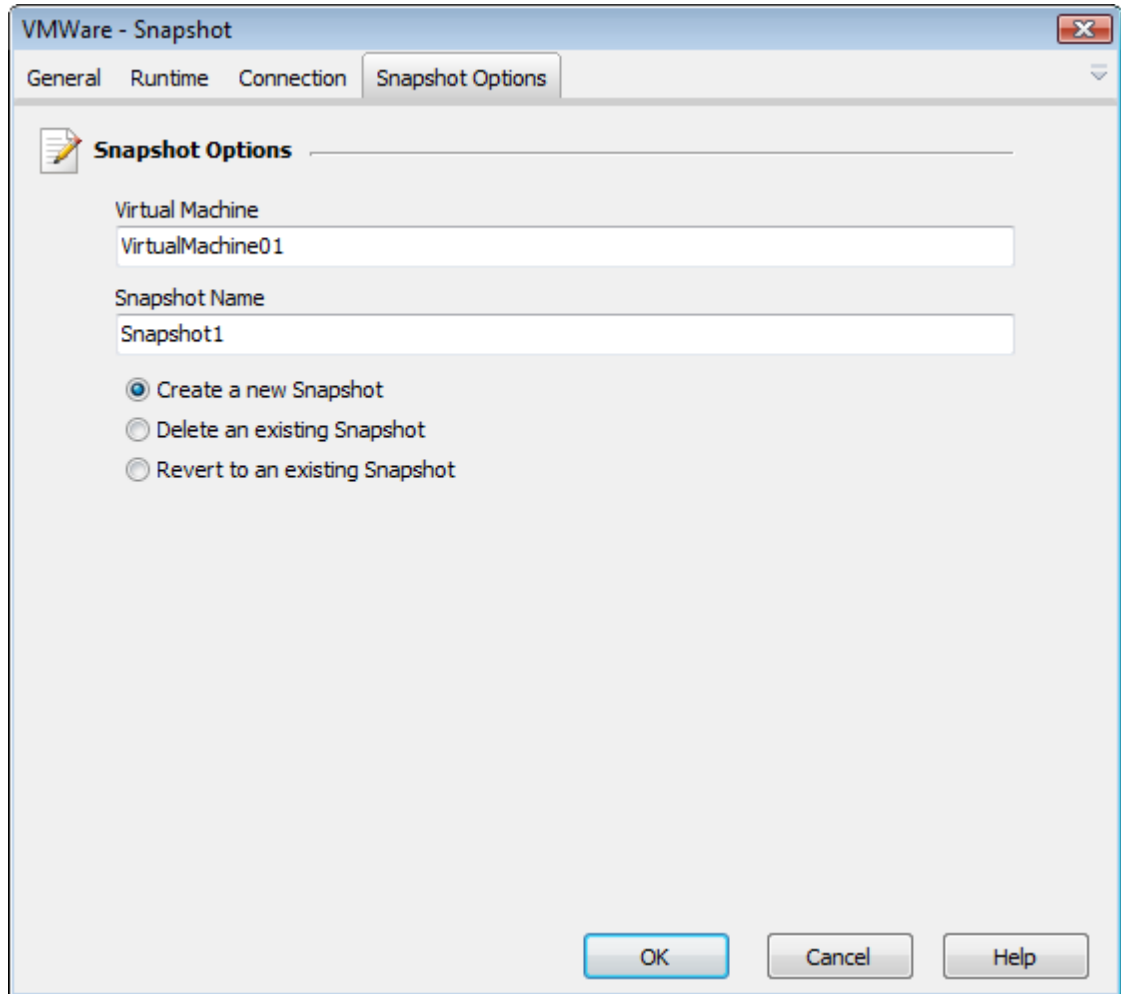 VMWare - Snapshot
General Runtime Connection Snapshot Options
Snapshot Options
Virtual Machine
VirtualMachine01
Snapshot Name
Snapshot1
Create a new Snapshot
Delete an existing Snapshot
Revert to an existing Snapshot
OK Cancel Help